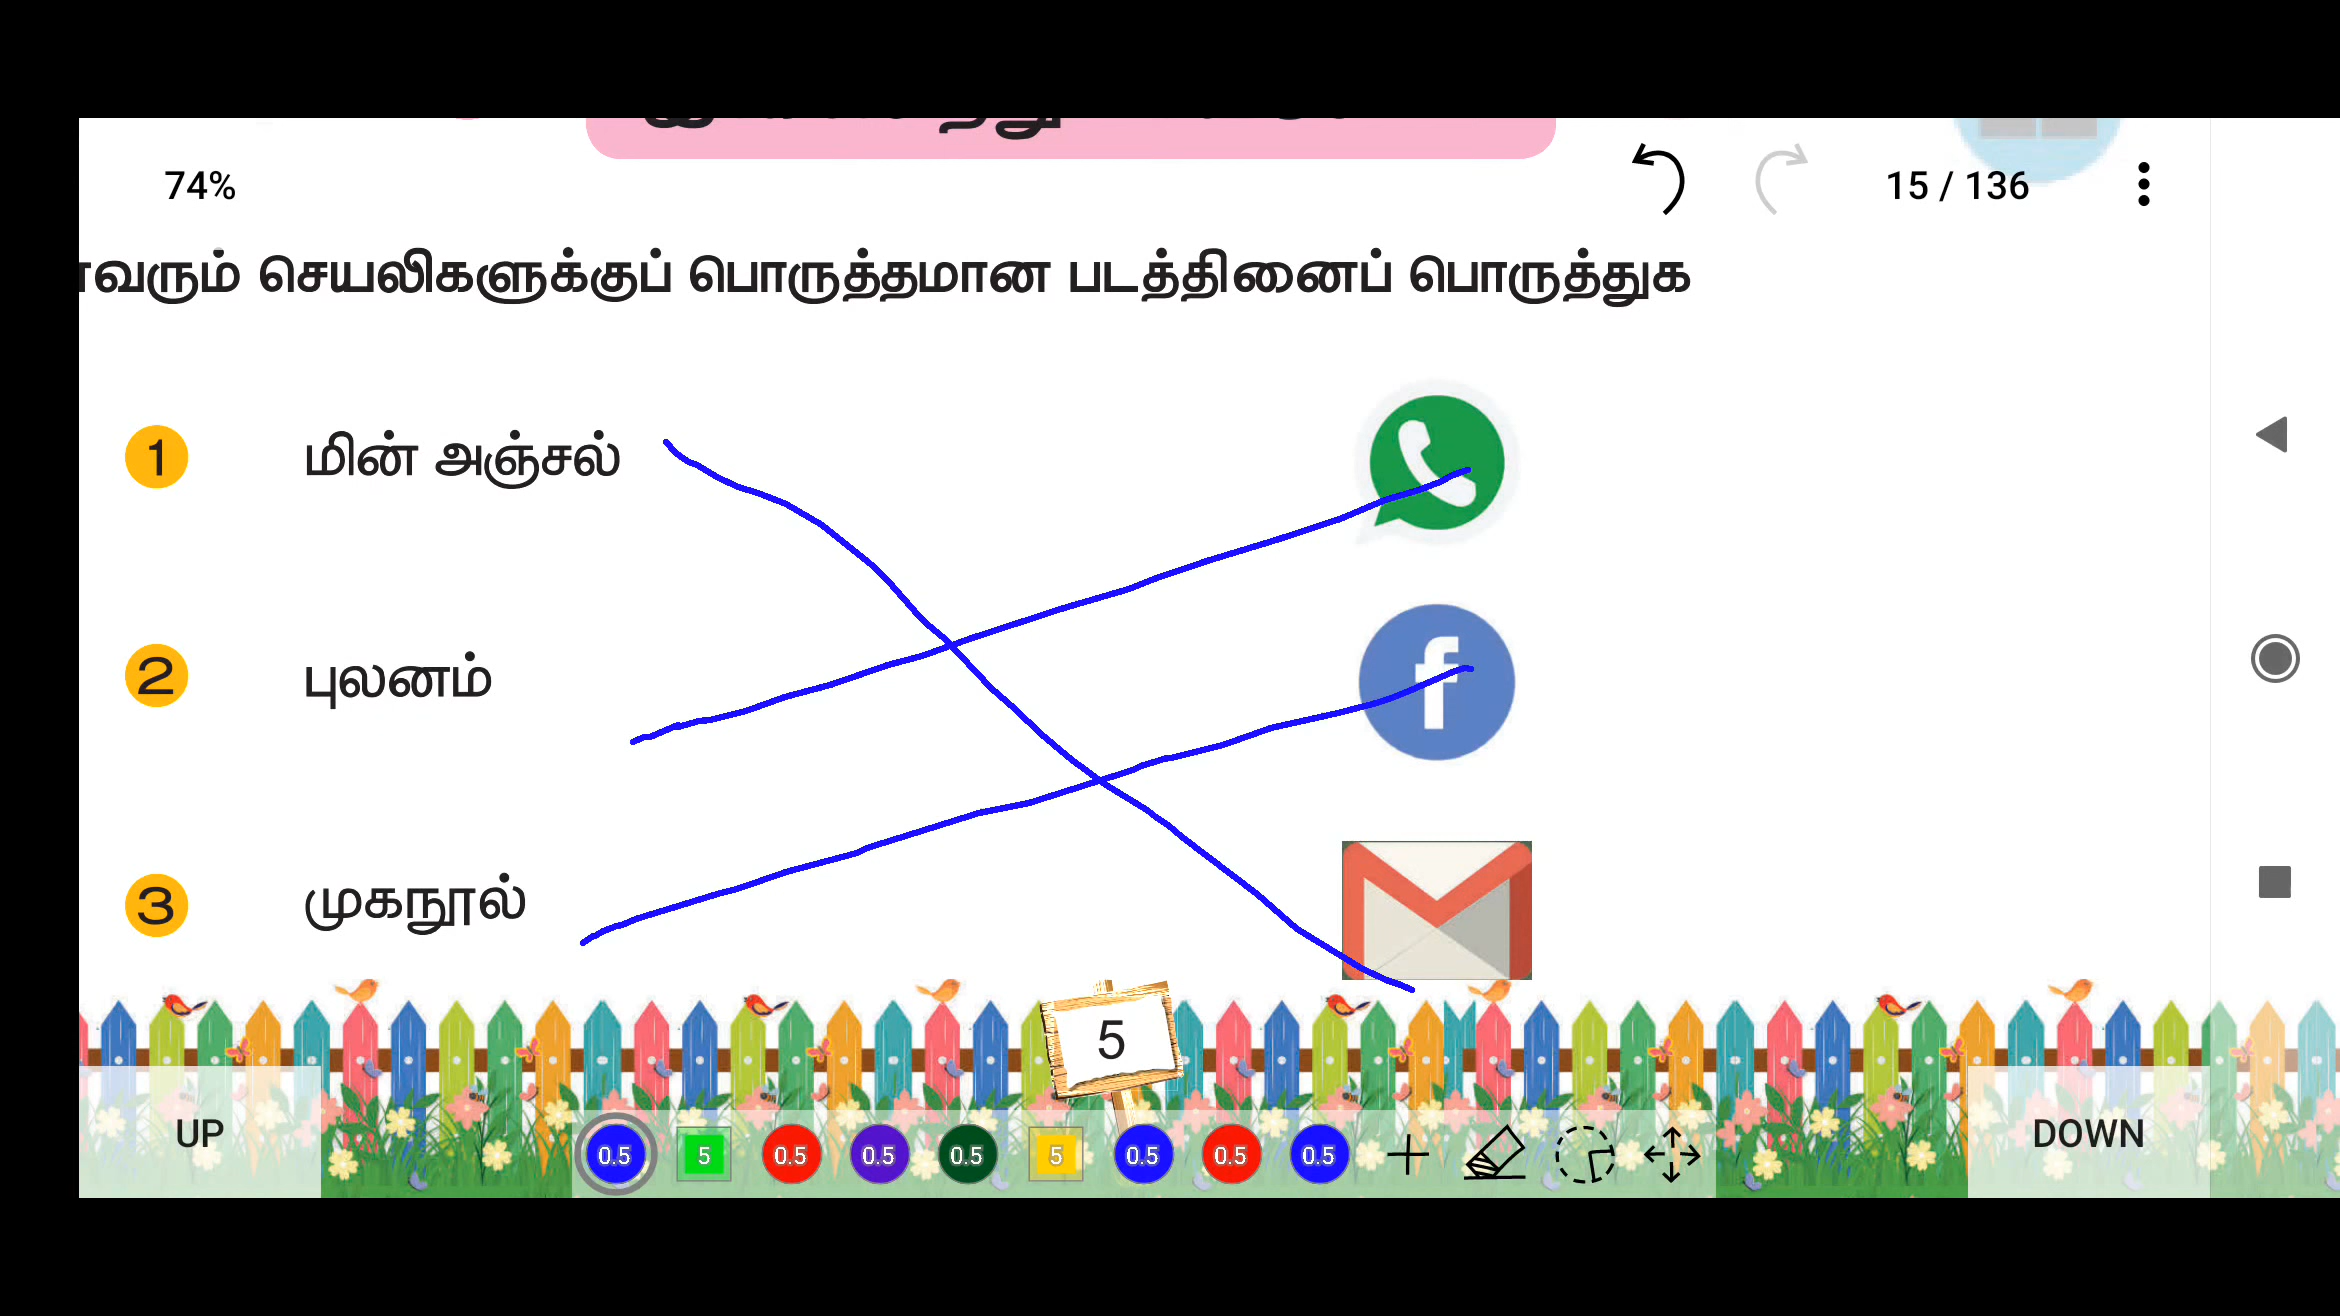 74%
15 / 136
செயலிகளுக்குப் பொருத்தமான படத்தினைப் பொருத்துக
1 மின் அஞ்சல்
2 புலனம்
f
3 முகநூல்
5
UP
0.5 5 0.5 0.5 0.5 5 0.5 0.5 0.5
DOWN